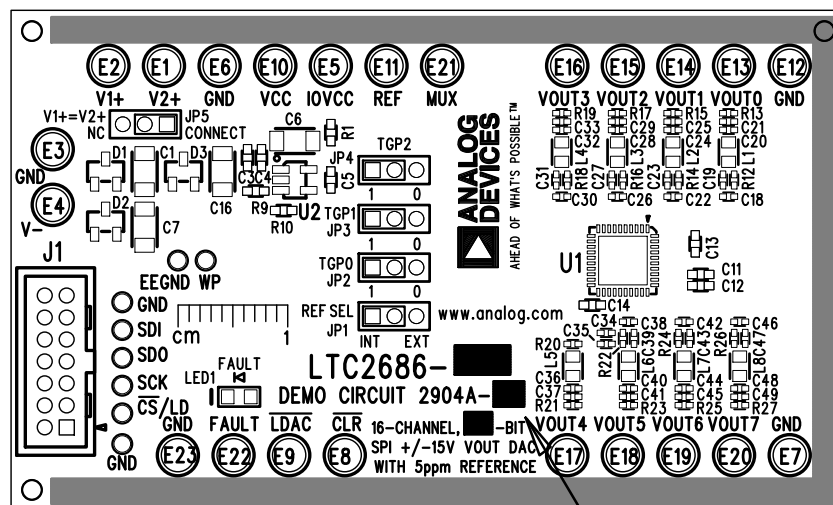 E2 E1 E6 E10 E5 E11 E21 E16 E15 E14 E13 E12
V1+ V2+ GND VCC IOVCC REF MUX VOUT3 VOUT2 VOUT1 VOUT0 GND
V1+=V2+ JP5
NC CONNECT
C6 R1
R19 R17 R15 R13
C33 C29 C25 C21
C32 C28 C24 C20
L4 L3 L2 L1
E3
GND
D1 C1 D3 C3 C4 C5
JP4 TGP2
1 0
C31 R18 C27 R16 C23 R14 C19 R12
C30 C26 C22 C18
E4
V-
D2 C7 C16 R9 R10 U2
TGP1
JP3
1 0
TGP0
JP2
1 0
ANALOG
DEVICES
AHEAD OF WHAT'S POSSIBLE™
U1
C13
C11
C12
C14
J1
EEGND WP
GND
SDI
SDO
SCK
CS/LD
GND
cm 1
REF SEL
JP1
INT EXT
www.analog.com
FAULT
LED1
LTC2686-
DEMO CIRCUIT 2904A-
16-CHANNEL, -BIT
SPI +/-15V VOUT DAC
WITH 5ppm REFERENCE
C34 C38 C42 C46
C35
R20 R22 R24 R26
L5 L6 C39 L7 C43 L8 C47
C36 C40 C44 C48
C37 C41 C45 C49
R21 R23 R25 R27
VOUT4 VOUT5 VOUT6 VOUT7 GND
GND FAULT LDAC CLR
E23 E22 E9 E8 E17 E18 E19 E20 E7